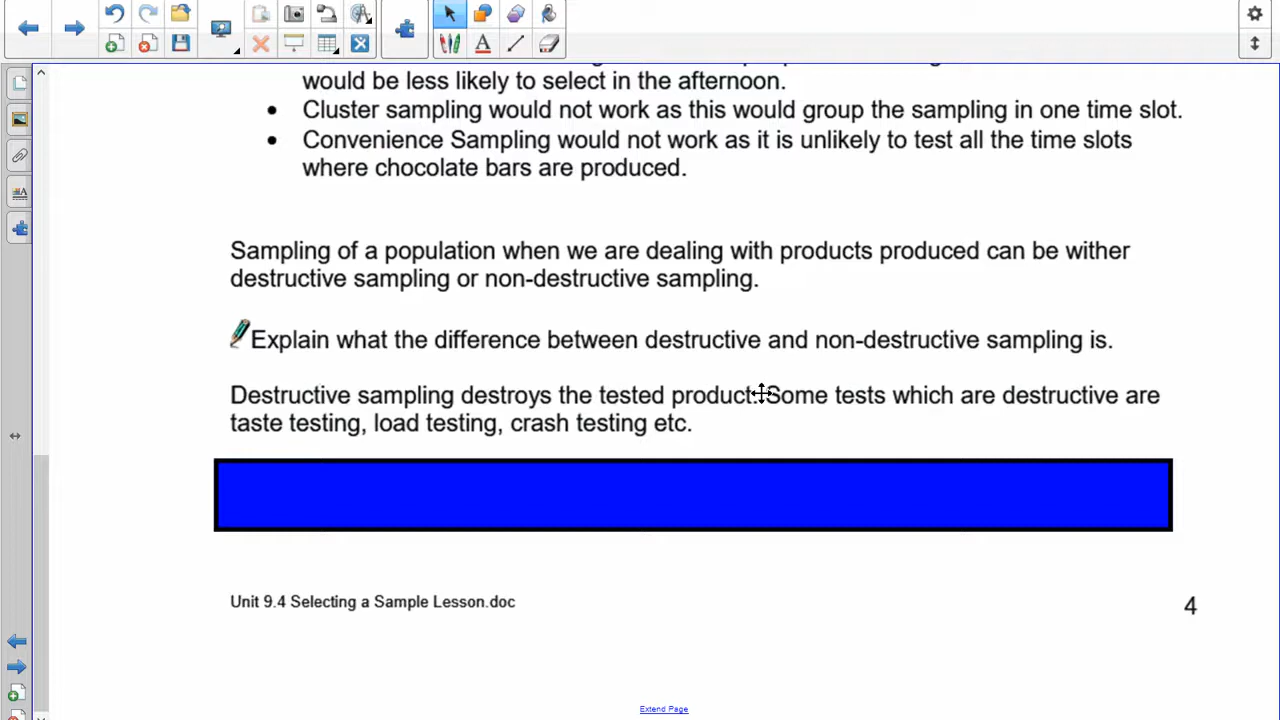 would be less likely to select in the afternoon.
• Cluster sampling would not work as this would group the sampling in one time slot.
• Convenience Sampling would not work as it is unlikely to test all the time slots
where chocolate bars are produced.
Sampling of a population when we are dealing with products produced can be wither
destructive sampling or non-destructive sampling.
Explain what the difference between destructive and non-destructive sampling is.
Destructive sampling destroys the tested product. Some tests which are destructive are
taste testing, load testing, crash testing etc.
Unit 9.4 Selecting a Sample Lesson.doc
4
Extend Page